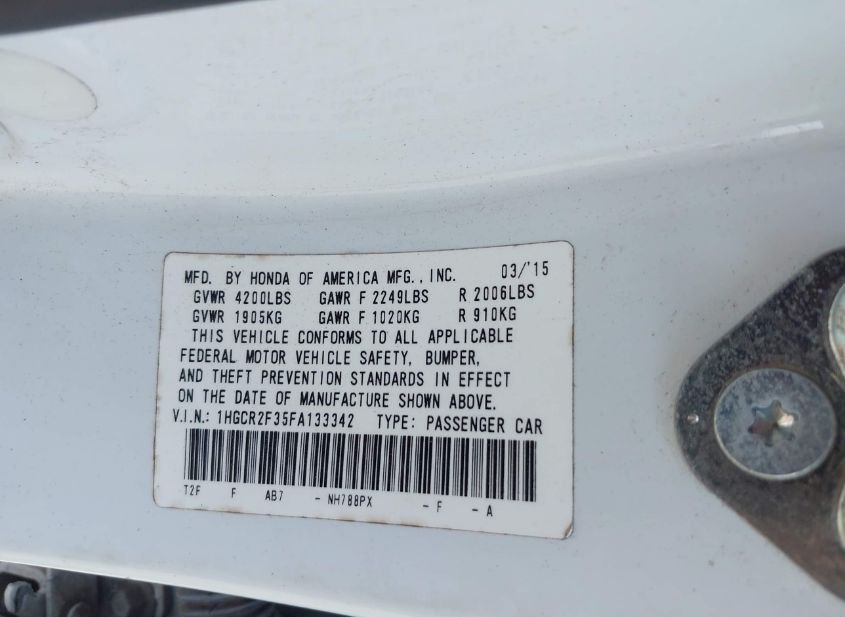 MFD. BY HONDA OF AMERICA MFG., INC. 03/'15
GVWR 4200LBS GAWR F 2249LBS R 2006LBS
GVWR 1905KG GAWR F 1020KG R 910KG
THIS VEHICLE CONFORMS TO ALL APPLICABLE
FEDERAL MOTOR VEHICLE SAFETY, BUMPER,
AND THEFT PREVENTION STANDARDS IN EFFECT
ON THE DATE OF MANUFACTURE SHOWN ABOVE.
V.I.N.: 1HGCR2F35FA133342 TYPE: PASSENGER CAR
T2F F AB7 - NH788PX - F - A